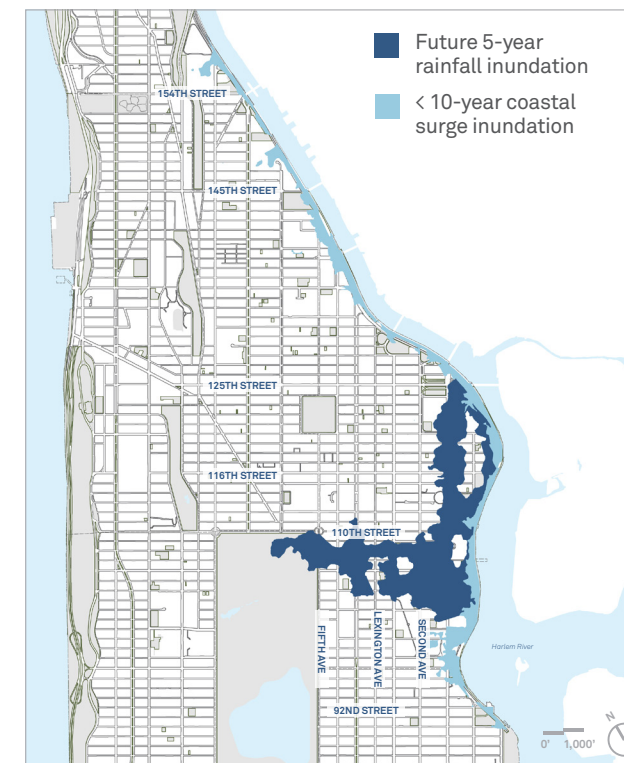 Future 5-year
rainfall inundation
< 10-year coastal
surge inundation
154TH STREET
145TH STREET
125TH STREET
116TH STREET
110TH STREET
FIFTH AVE
LEXINGTON AVE
SECOND AVE
Harlem River
92ND STREET
N
0' 1,000'